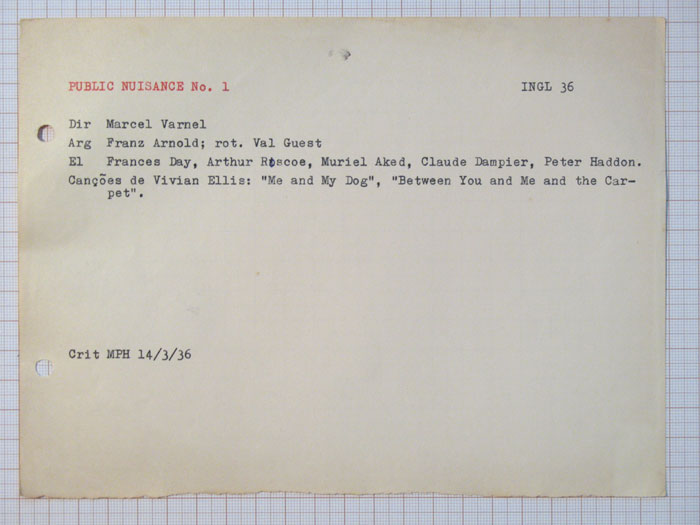 PUBLIC NUISANCE No. 1 INGL 36
Dir Marcel Varnel
Arg Franz Arnold; rot. Val Guest
El Frances Day, Arthur Roscoe, Muriel Aked, Claude Dampier, Peter Haddon.
Canções de Vivian Ellis: "Me and My Dog", "Between You and Me and the Car-
pet".
Crit MPH 14/3/36